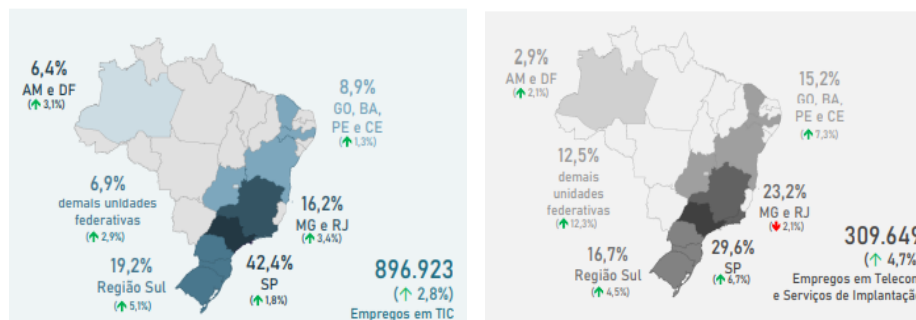 6,4%
AM e DF
(↑ 3,1%)
8,9%
GO, BA,
PE e CE
(↑ 1,3%)
6,9%
demais unidades
federativas
(↑ 2,9%)
16,2%
MG e RJ
(↑ 3,4%)
19,2%
Região Sul
(↑ 5,1%)
42,4%
SP
(↑ 1,8%)
896.923
(↑ 2,8%)
Empregos em TIC
2,9%
AM e DF
(↑ 2,1%)
15,2%
GO, BA,
PE e CE
(↑ 7,3%)
12,5%
demais
unidades
federativas
(↑ 12,3%)
23,2%
MG e RJ
(↓ 2,1%)
16,7%
Região Sul
(↑ 4,5%)
29,6%
SP
(↑ 6,7%)
309.649
(↑ 4,7%
Empregos em Telecon
e Serviços de Implantaçã